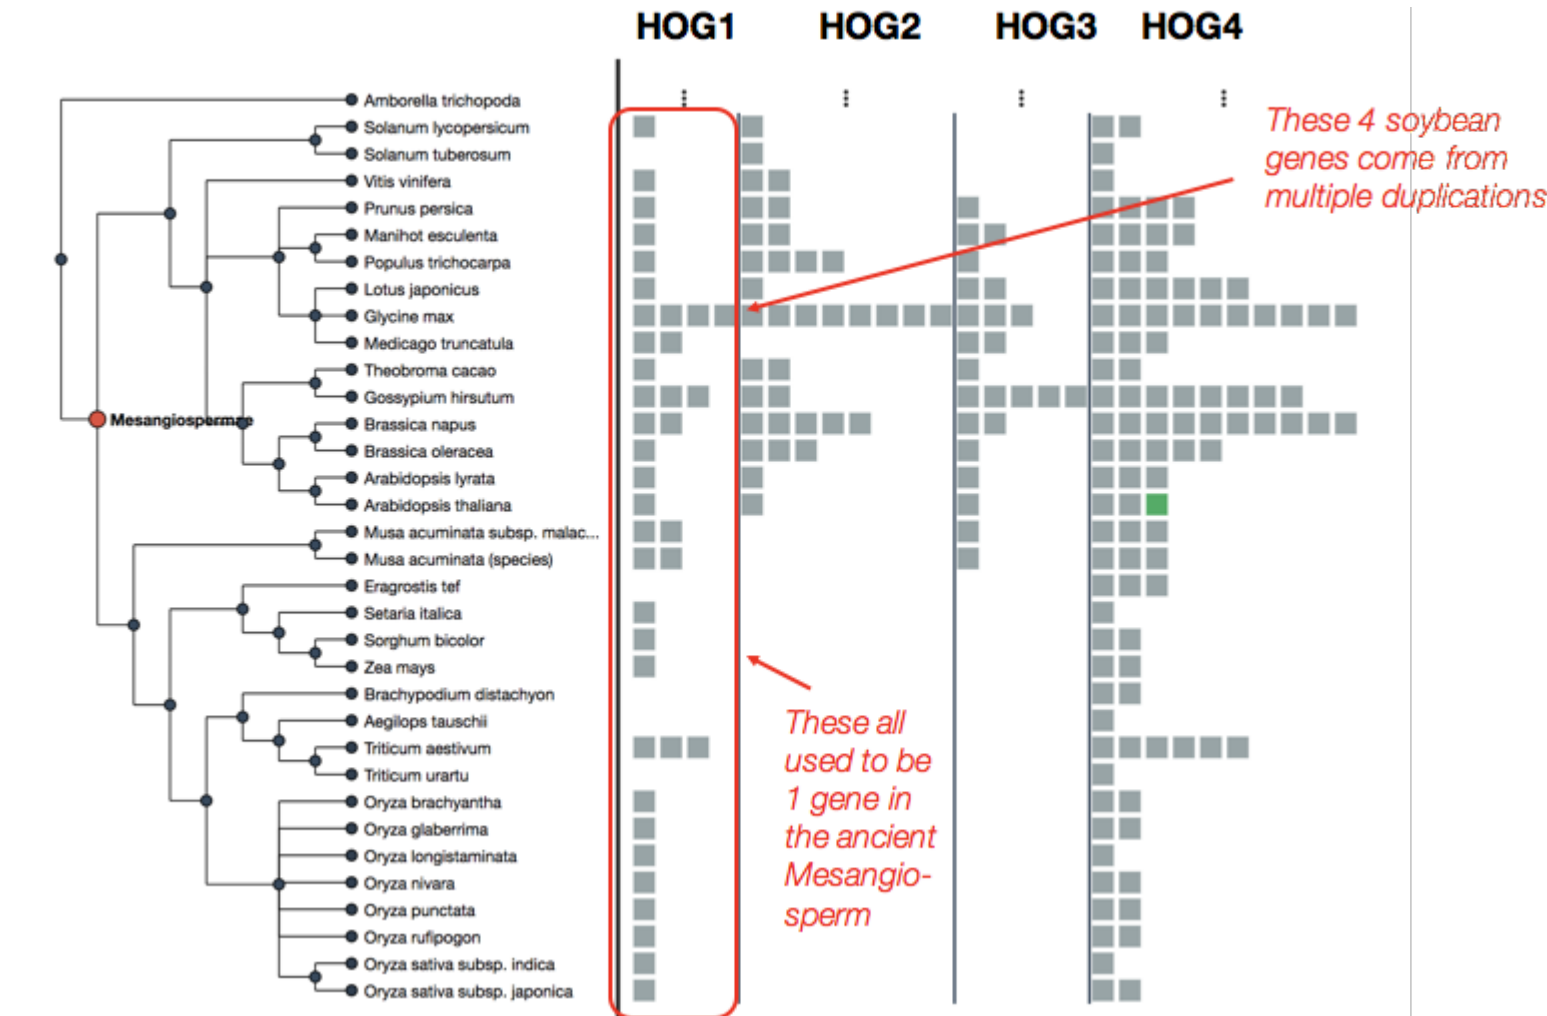 HOG1 HOG2 HOG3 HOG4
Amborella trichopoda
Solanum lycopersicum
Solanum tuberosum
Vitis vinifera
Prunus persica
Manihot esculenta
Populus trichocarpa
Lotus japonicus
Glycine max
Medicago truncatula
Theobroma cacao
Gossypium hirsutum
Mesangiospermae
Brassica napus
Brassica oleracea
Arabidopsis lyrata
Arabidopsis thaliana
Musa acuminata subsp. malac...
Musa acuminata (species)
Eragrostis tef
Setaria italica
Sorghum bicolor
Zea mays
Brachypodium distachyon
Aegilops tauschii
Triticum aestivum
Triticum urartu
Oryza brachyantha
Oryza glaberrima
Oryza longistaminata
Oryza nivara
Oryza punctata
Oryza rufipogon
Oryza sativa subsp. indica
Oryza sativa subsp. japonica
These 4 soybean
genes come from
multiple duplications
These all
used to be
1 gene in
the ancient
Mesangio-
sperm